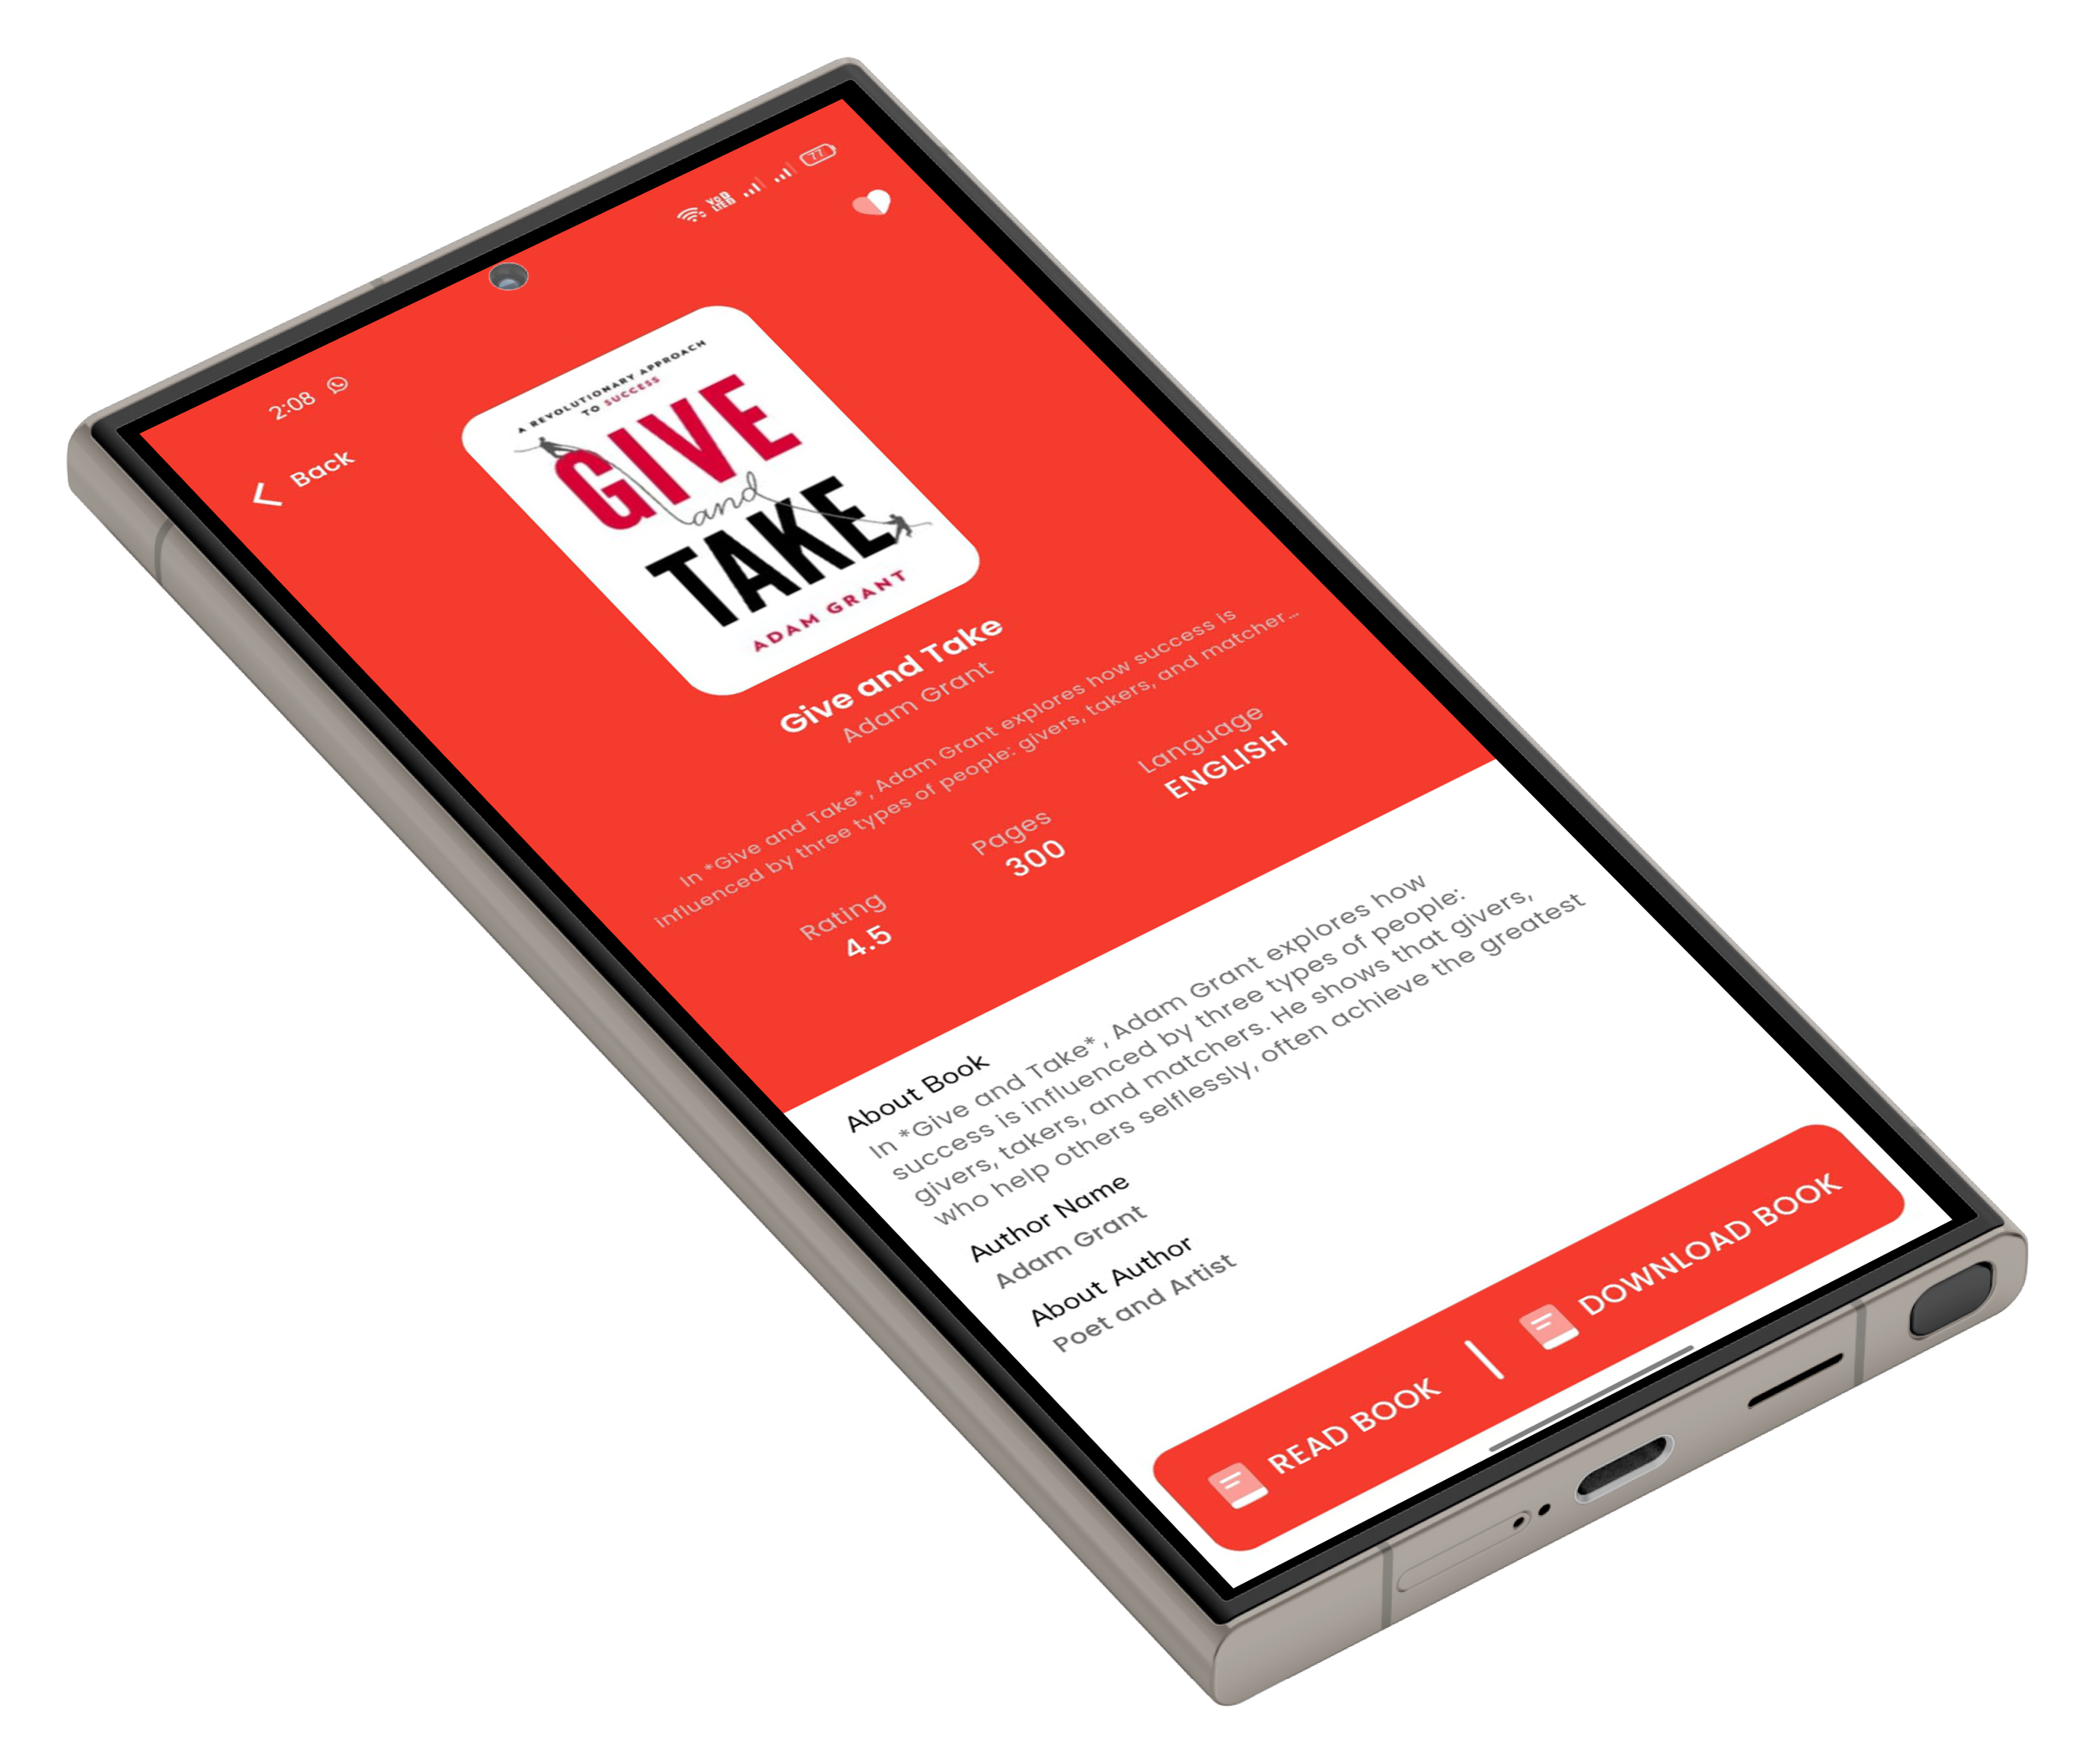 2:08
VoD
LTED
77
Back
A REVOLUTIONARY APPROACH
TO SUCCESS
GIVE
and
TAKE
ADAM GRANT
Give and Take
Adam Grant
In *Give and Take*, Adam Grant explores how success is
influenced by three types of people: givers, takers, and matcher...
Rating
4.5
Pages
300
Language
ENGLISH
About Book
In *Give and Take*, Adam Grant explores how
success is influenced by three types of people:
givers, takers, and matchers. He shows that givers,
who help others selflessly, often achieve the greatest
Author Name
Adam Grant
About Author
Poet and Artist
READ BOOK
DOWNLOAD BOOK